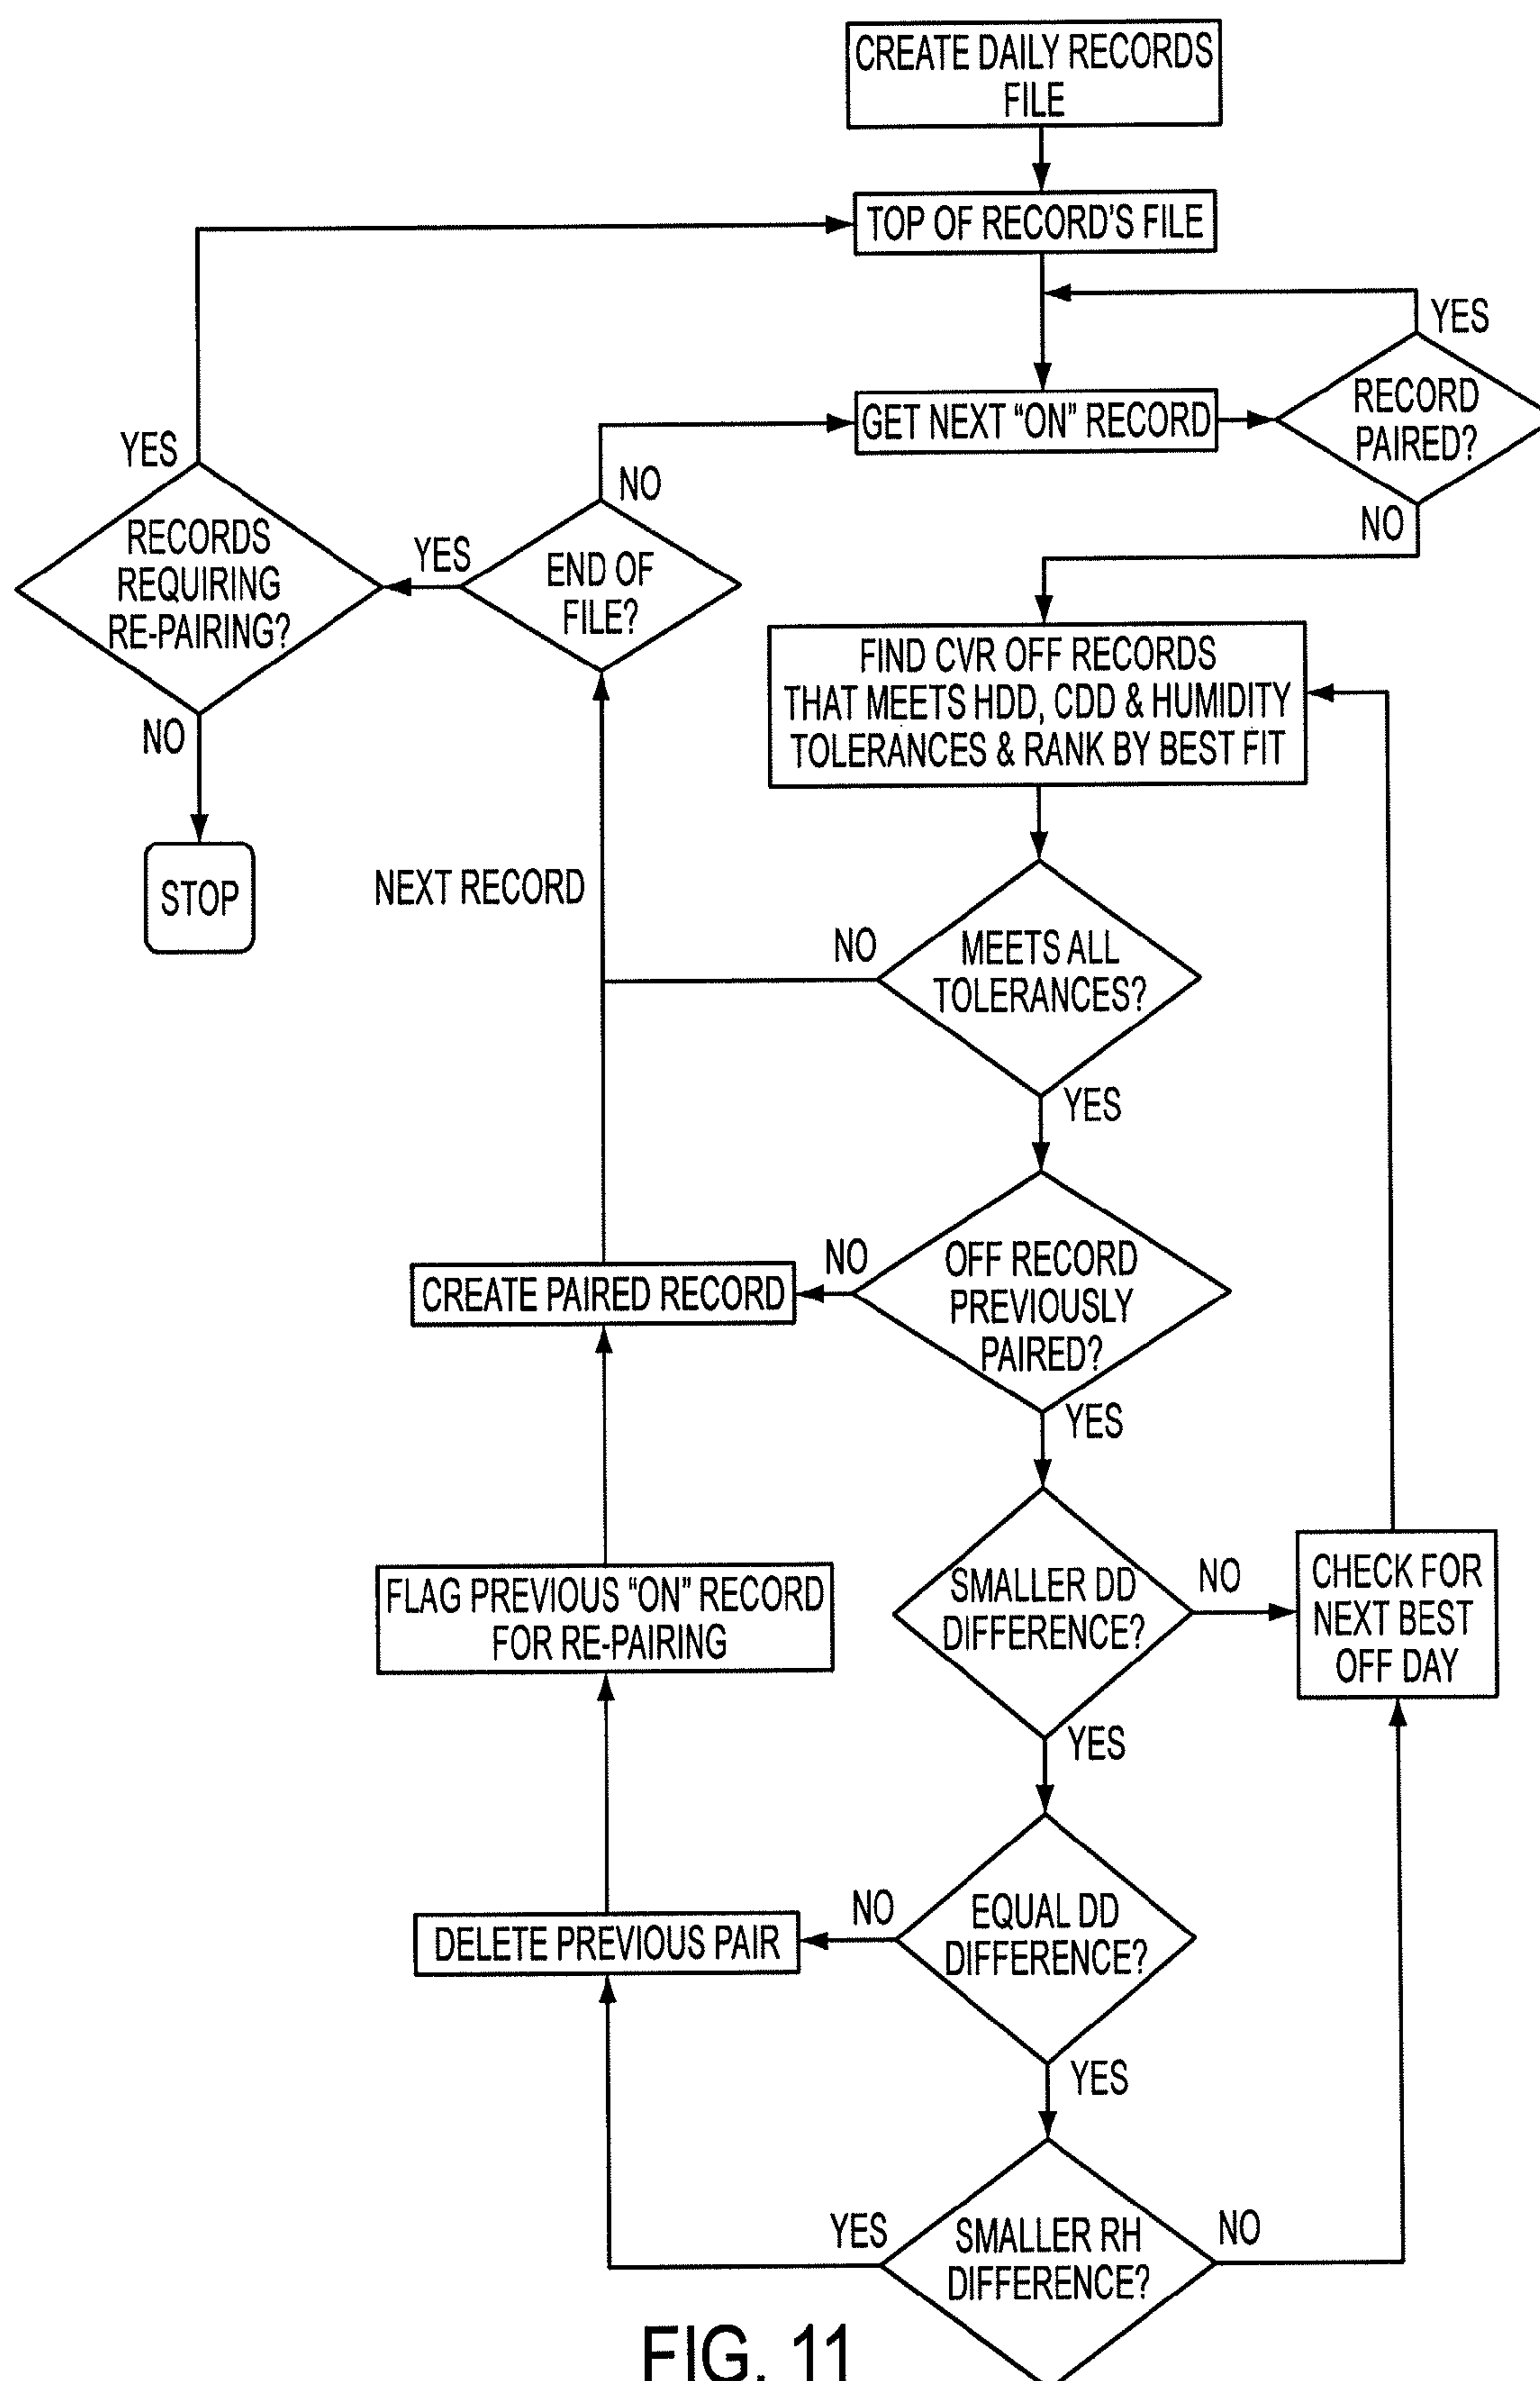 CREATE DAILY RECORDS
FILE
TOP OF RECORD'S FILE
YES
GET NEXT “ON” RECORD
RECORD
PAIRED?
NO
YES
RECORDS
REQUIRING
RE-PAIRING?
NO
STOP
YES
END OF
FILE?
NO
NEXT RECORD
FIND CVR OFF RECORDS
THAT MEETS HDD, CDD & HUMIDITY
TOLERANCES & RANK BY BEST FIT
NO
MEETS ALL
TOLERANCES?
YES
CREATE PAIRED RECORD
NO
OFF RECORD
PREVIOUSLY
PAIRED?
YES
FLAG PREVIOUS “ON” RECORD
FOR RE-PAIRING
SMALLER DD
DIFFERENCE?
NO
CHECK FOR
NEXT BEST
OFF DAY
YES
DELETE PREVIOUS PAIR
NO
EQUAL DD
DIFFERENCE?
YES
YES
SMALLER RH
DIFFERENCE?
NO
FIG. 11